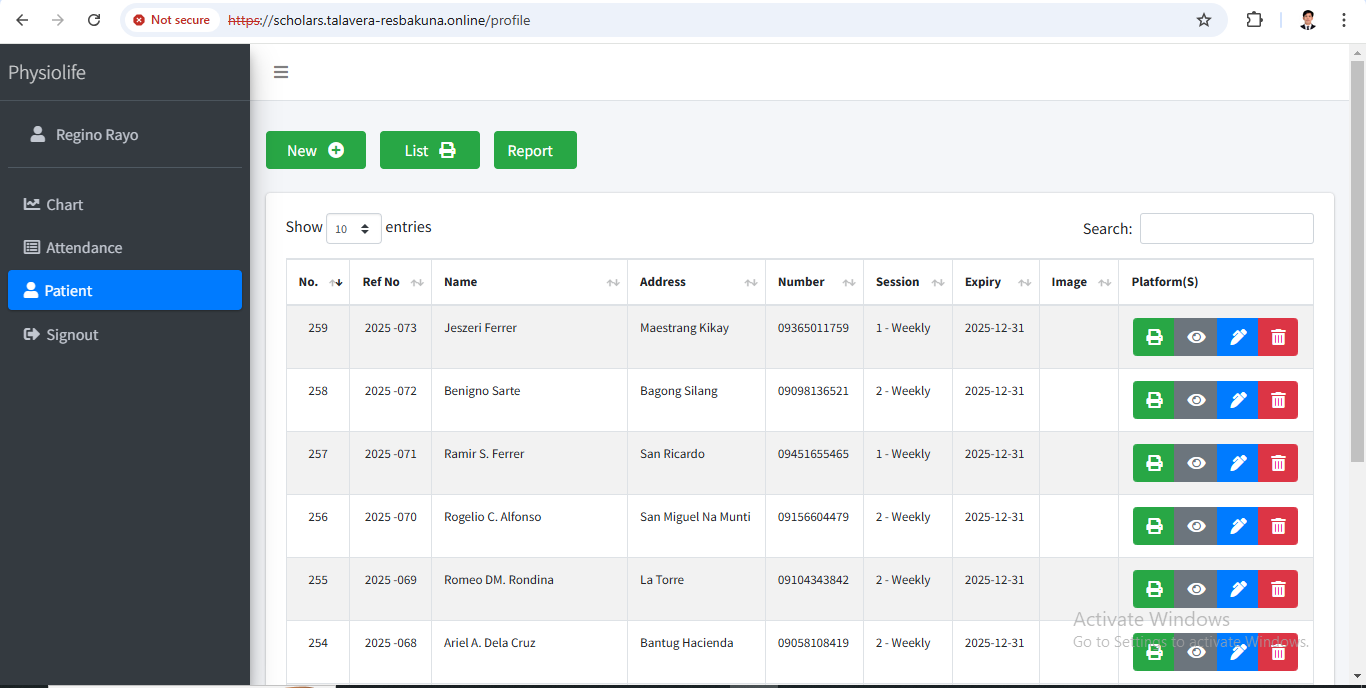 Not secure https://scholars.talavera-resbakuna.online/profile
Physiolife
Regino Rayo
Chart
Attendance
Patient
Signout
New List Report
Show 10 entries Search:
No. Ref No Name Address Number Session Expiry Image Platform(S)
259 2025 -073 Jeszeri Ferrer Maestrang Kikay 09365011759 1 - Weekly 2025-12-31
258 2025 -072 Benigno Sarte Bagong Silang 09098136521 2 - Weekly 2025-12-31
257 2025 -071 Ramir S. Ferrer San Ricardo 09451655465 1 - Weekly 2025-12-31
256 2025 -070 Rogelio C. Alfonso San Miguel Na Munti 09156604479 2 - Weekly 2025-12-31
255 2025 -069 Romeo DM. Rondina La Torre 09104343842 2 - Weekly 2025-12-31
254 2025 -068 Ariel A. Dela Cruz Bantug Hacienda 09058108419 2 - Weekly 2025-12-31
Activate Windows
Go to Settings to activate Windows.